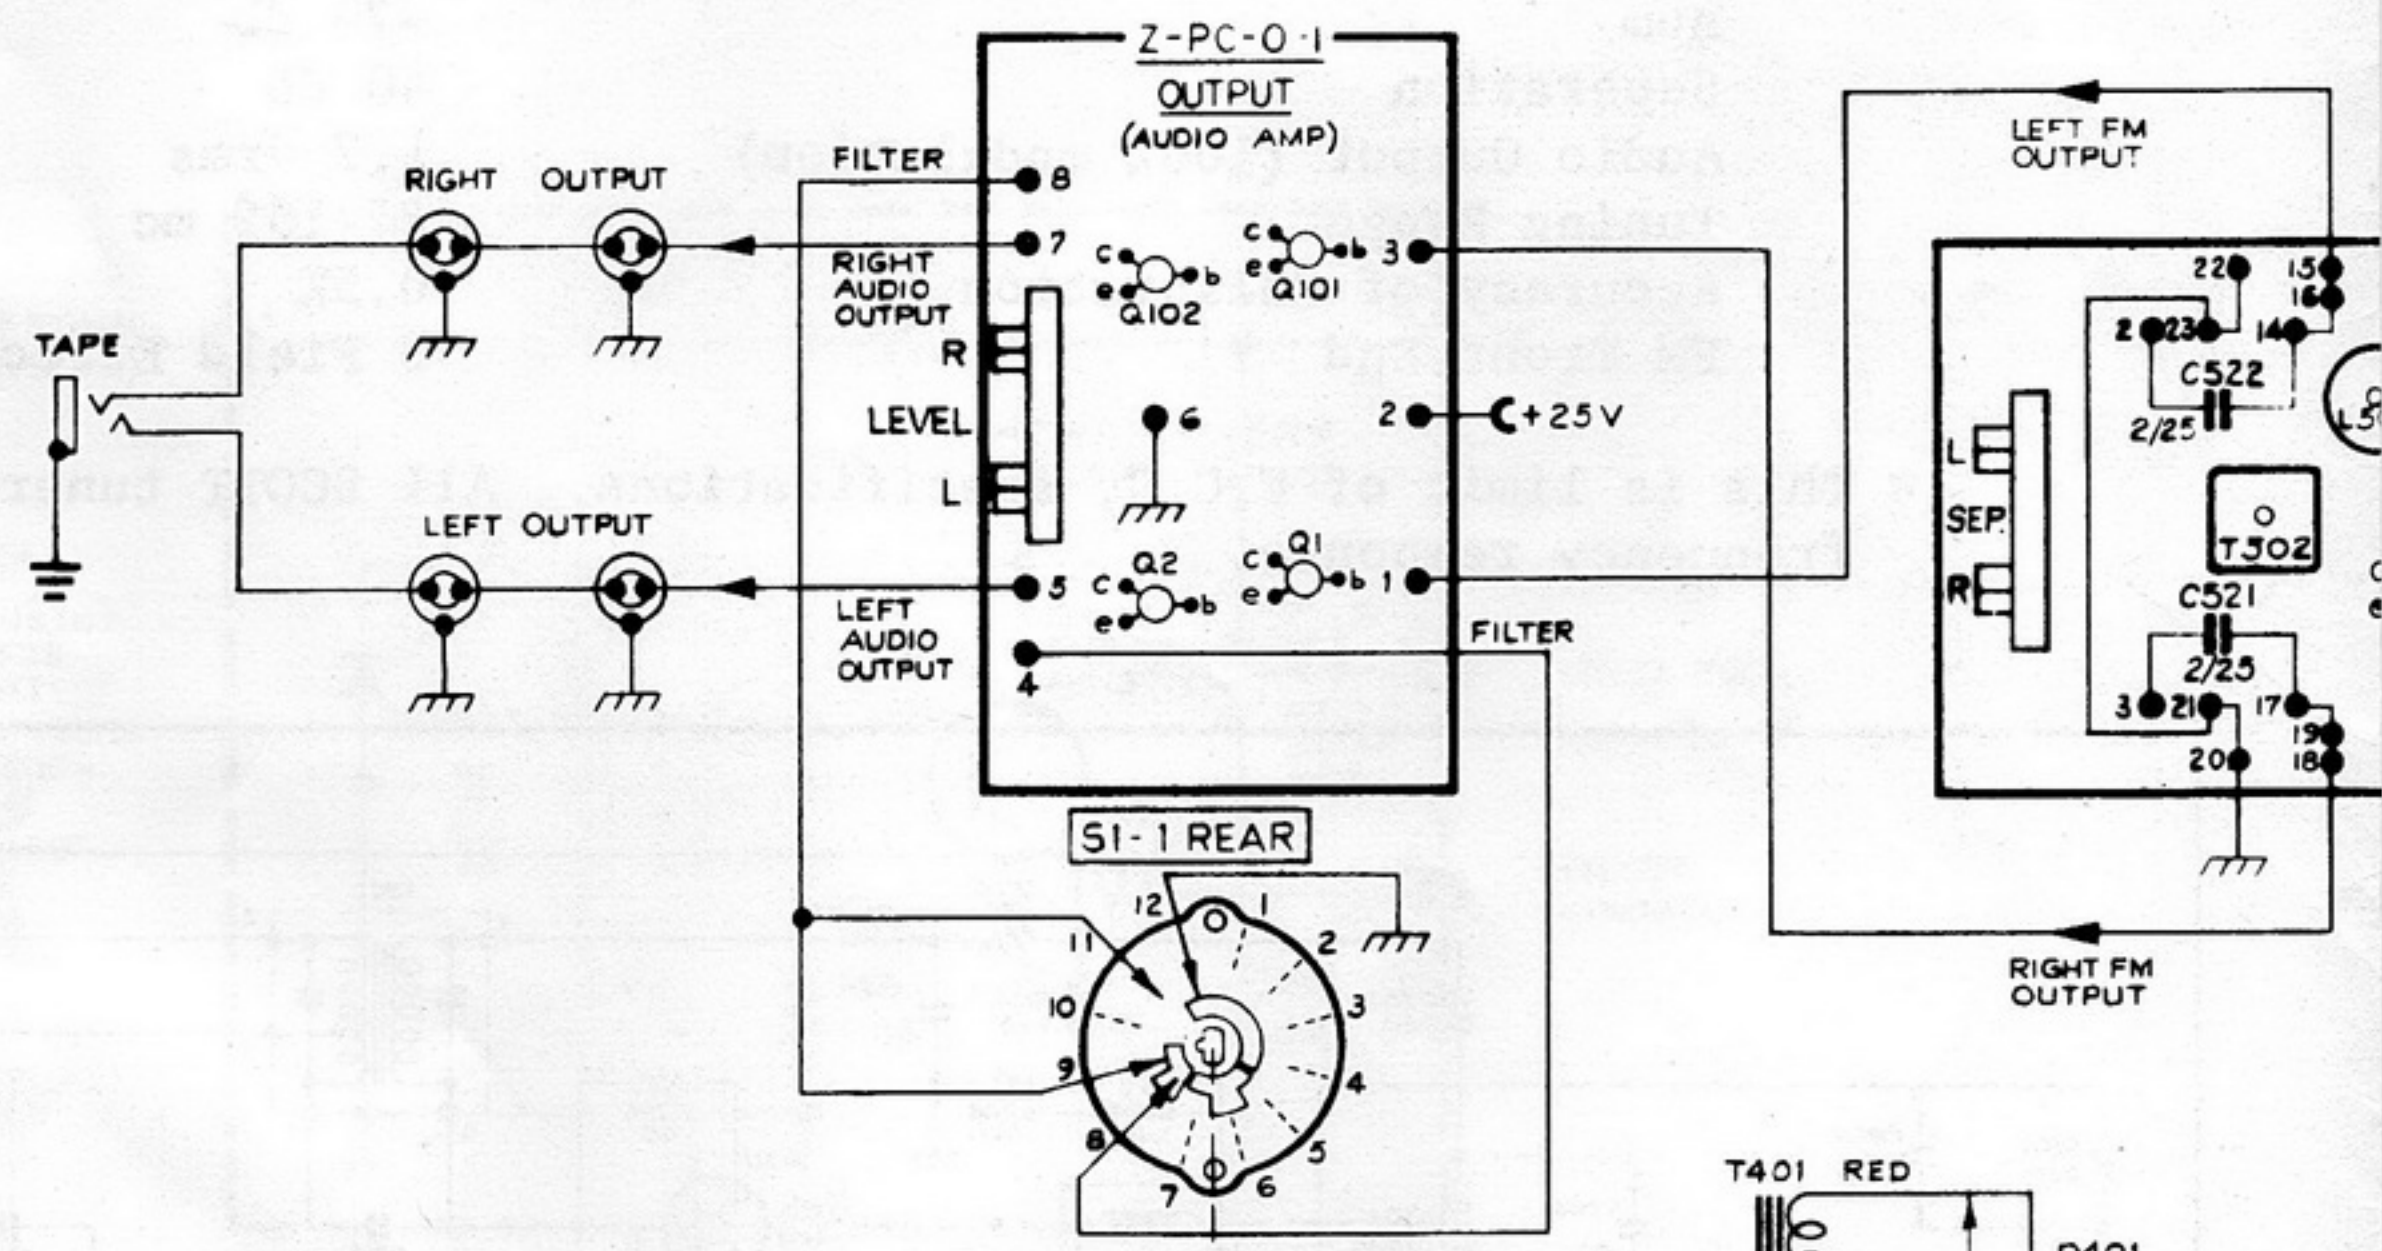 Z-PC-O-1
OUTPUT
(AUDIO AMP)
FILTER
8
RIGHT OUTPUT
7
RIGHT
AUDIO
OUTPUT
c
b
e
Q102
c
b
e
Q101
3
LEFT FM
OUTPUT
TAPE
R
LEVEL
L
6
2
+25V
22
15
16
2
23
14
C522
2/25
L
SEP.
R
T502
LEFT OUTPUT
5
LEFT
AUDIO
OUTPUT
4
Q2
c
b
e
Q1
c
b
e
1
FILTER
C521
2/25
3
21
17
19
20
18
S1-1 REAR
12
1
11
2
10
3
9
4
8
5
7
6
RIGHT FM
OUTPUT
T401 RED